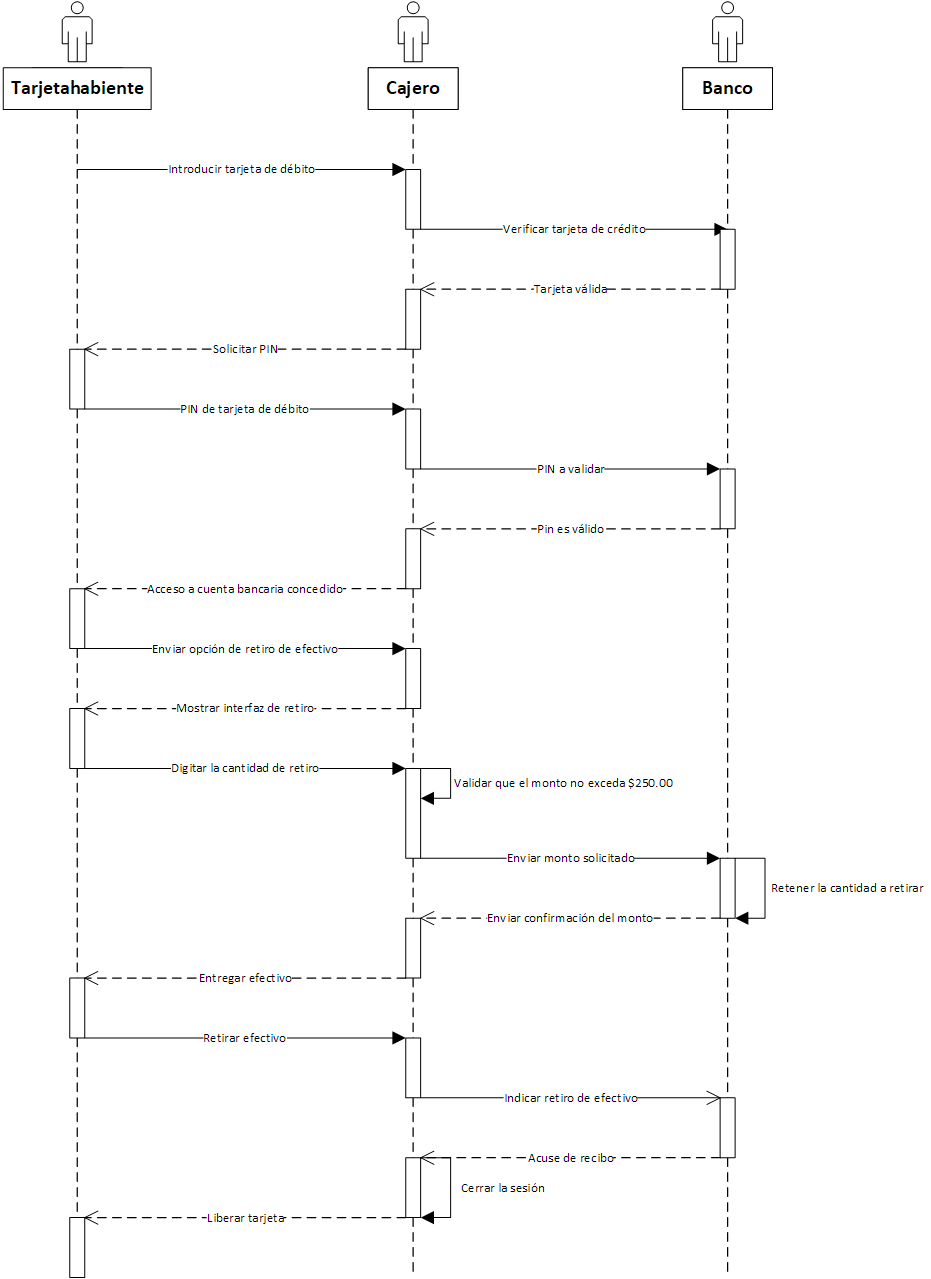 Tarjetahabiente
Cajero
Banco
Introducir tarjeta de débito
Verificar tarjeta de crédito
Tarjeta válida
Solicitar PIN
PIN de tarjeta de débito
PIN a validar
Pin es válido
Acceso a cuenta bancaria concedido
Enviar opción de retiro de efectivo
Mostrar interfaz de retiro
Digitar la cantidad de retiro
Validar que el monto no exceda $250.00
Enviar monto solicitado
Retener la cantidad a retirar
Enviar confirmación del monto
Entregar efectivo
Retirar efectivo
Indicar retiro de efectivo
Acuse de recibo
Cerrar la sesión
Liberar tarjeta